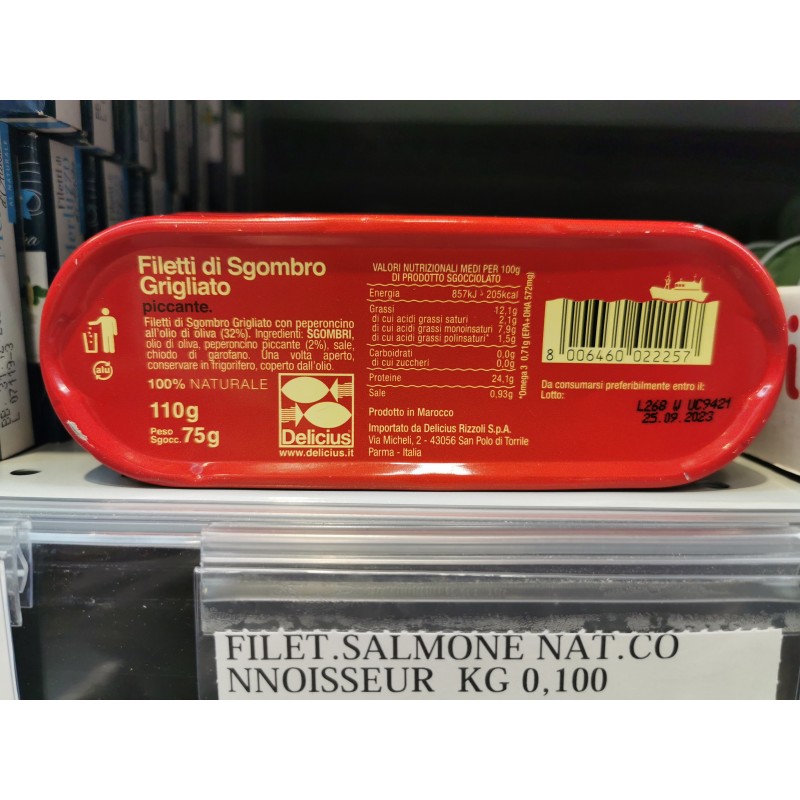 Filetti di Sgombro
Grigliato
piccante.
Filetti di Sgombro Grigliato con peperoncino
all'olio di oliva (32%). Ingredienti: SGOMBRI,
olio di oliva, peperoncino piccante (2%), sale,
chiodo di garofano. Una volta aperto,
conservare in frigorifero, coperto dall'olio.
alu
100% NATURALE
110g
Peso
Sgocc. 75g
Delicius
www.delicius.it
VALORI NUTRIZIONALI MEDI PER 100g
DI PRODOTTO SGOCCIOLATO
Energia 857kJ - 205kcal
Grassi 12,1g
di cui acidi grassi saturi 2,1g
di cui acidi grassi monoinsaturi 7,9g
di cui acidi grassi polinsaturi* 1,5g
Carboidrati 0,0g
di cui zuccheri 0,0g
Proteine 24,1g
Sale 0,93g
*Omega 3 0,71g (EPA+DHA 572mg)
Prodotto in Marocco
Importato da Delicius Rizzoli S.p.A.
Via Micheli, 2 - 43056 San Polo di Torrile
Parma - Italia
8 006460 022257
Da consumarsi preferibilmente entro il:
Lotto:
L268 W UC9421
25.09.2023
FILET.SALMONE NAT.CO
NNOISSEUR KG 0,100